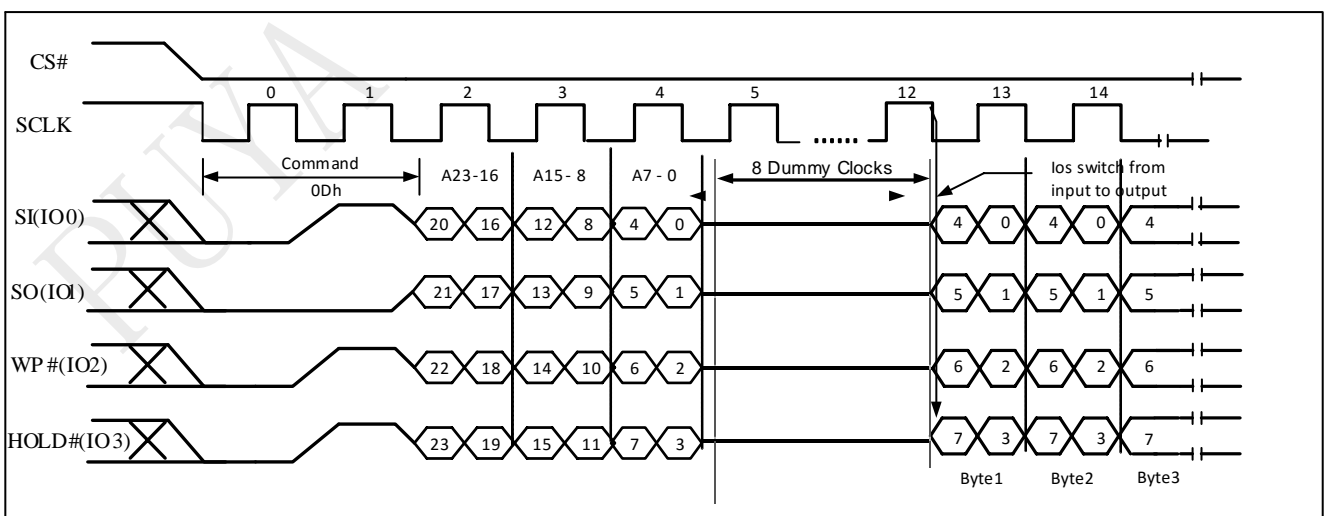 PUYA
CS#
0 1 2 3 4 5 12 13 14
SCLK
......
Command A23-16 A15-8 A7-0 8 Dummy Clocks Ios switch from
0Dh input to output
SI(IO0) 20 16 12 8 4 0 4 0 4 0 4
SO(IO1) 21 17 13 9 5 1 5 1 5 1 5
WP#(IO2) 22 18 14 10 6 2 6 2 6 2 6
HOLD#(IO3) 23 19 15 11 7 3 7 3 7 3 7
Byte1 Byte2 Byte3